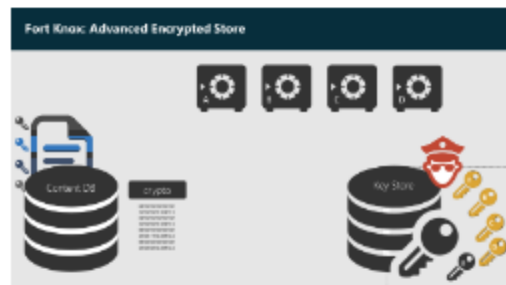 Fort Knox: Advanced Encrypted Store
A
B
C
D
Content DB
crypto
Key Store